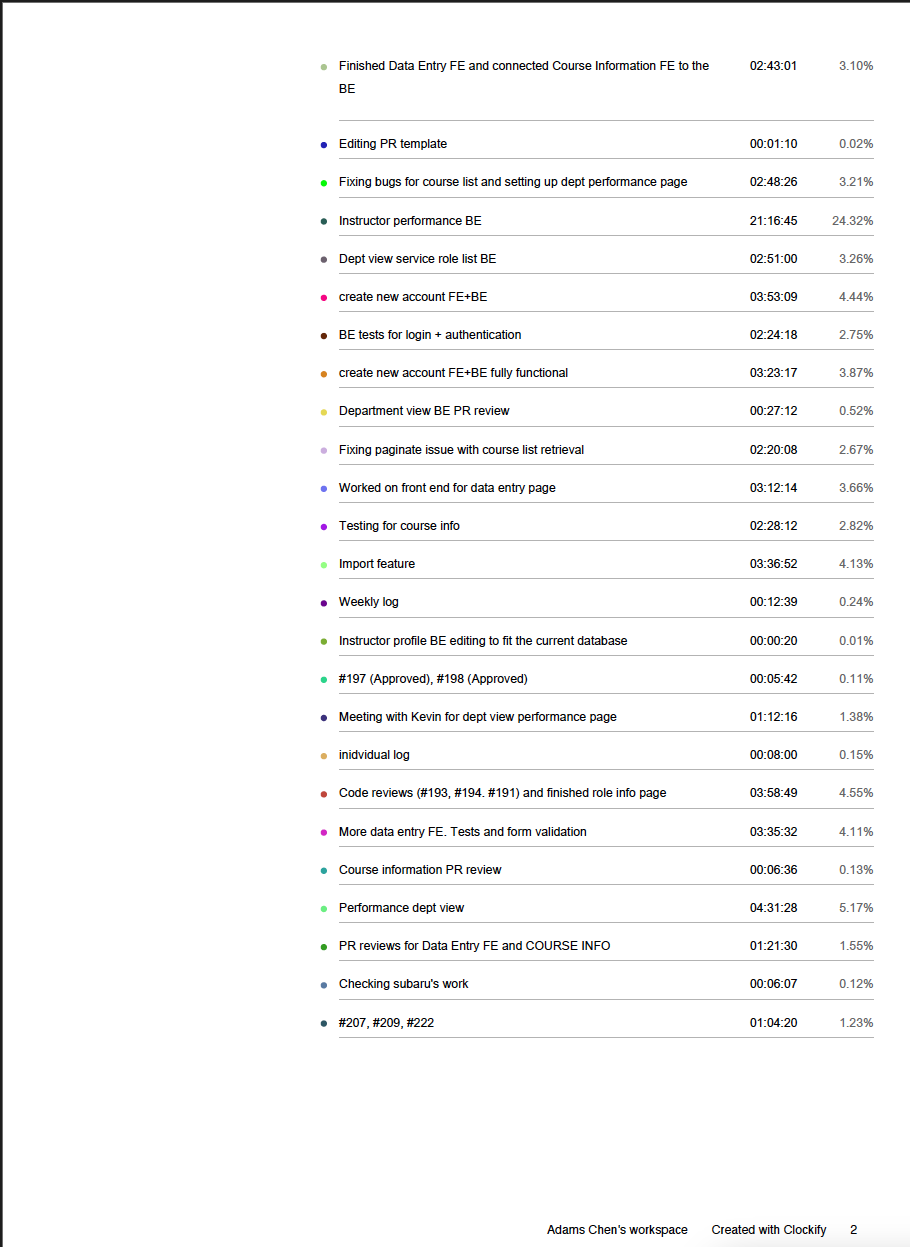 Finished Data Entry FE and connected Course Information FE to the 02:43:01 3.10%
BE
Editing PR template 00:01:10 0.02%
Fixing bugs for course list and setting up dept performance page 02:48:26 3.21%
Instructor performance BE 21:16:45 24.32%
Dept view service role list BE 02:51:00 3.26%
create new account FE+BE 03:53:09 4.44%
BE tests for login + authentication 02:24:18 2.75%
create new account FE+BE fully functional 03:23:17 3.87%
Department view BE PR review 00:27:12 0.52%
Fixing paginate issue with course list retrieval 02:20:08 2.67%
Worked on front end for data entry page 03:12:14 3.66%
Testing for course info 02:28:12 2.82%
Import feature 03:36:52 4.13%
Weekly log 00:12:39 0.24%
Instructor profile BE editing to fit the current database 00:00:20 0.01%
#197 (Approved), #198 (Approved) 00:05:42 0.11%
Meeting with Kevin for dept view performance page 01:12:16 1.38%
inidvidual log 00:08:00 0.15%
Code reviews (#193, #194. #191) and finished role info page 03:58:49 4.55%
More data entry FE. Tests and form validation 03:35:32 4.11%
Course information PR review 00:06:36 0.13%
Performance dept view 04:31:28 5.17%
PR reviews for Data Entry FE and COURSE INFO 01:21:30 1.55%
Checking subaru's work 00:06:07 0.12%
#207, #209, #222 01:04:20 1.23%
Adams Chen's workspace Created with Clockify 2